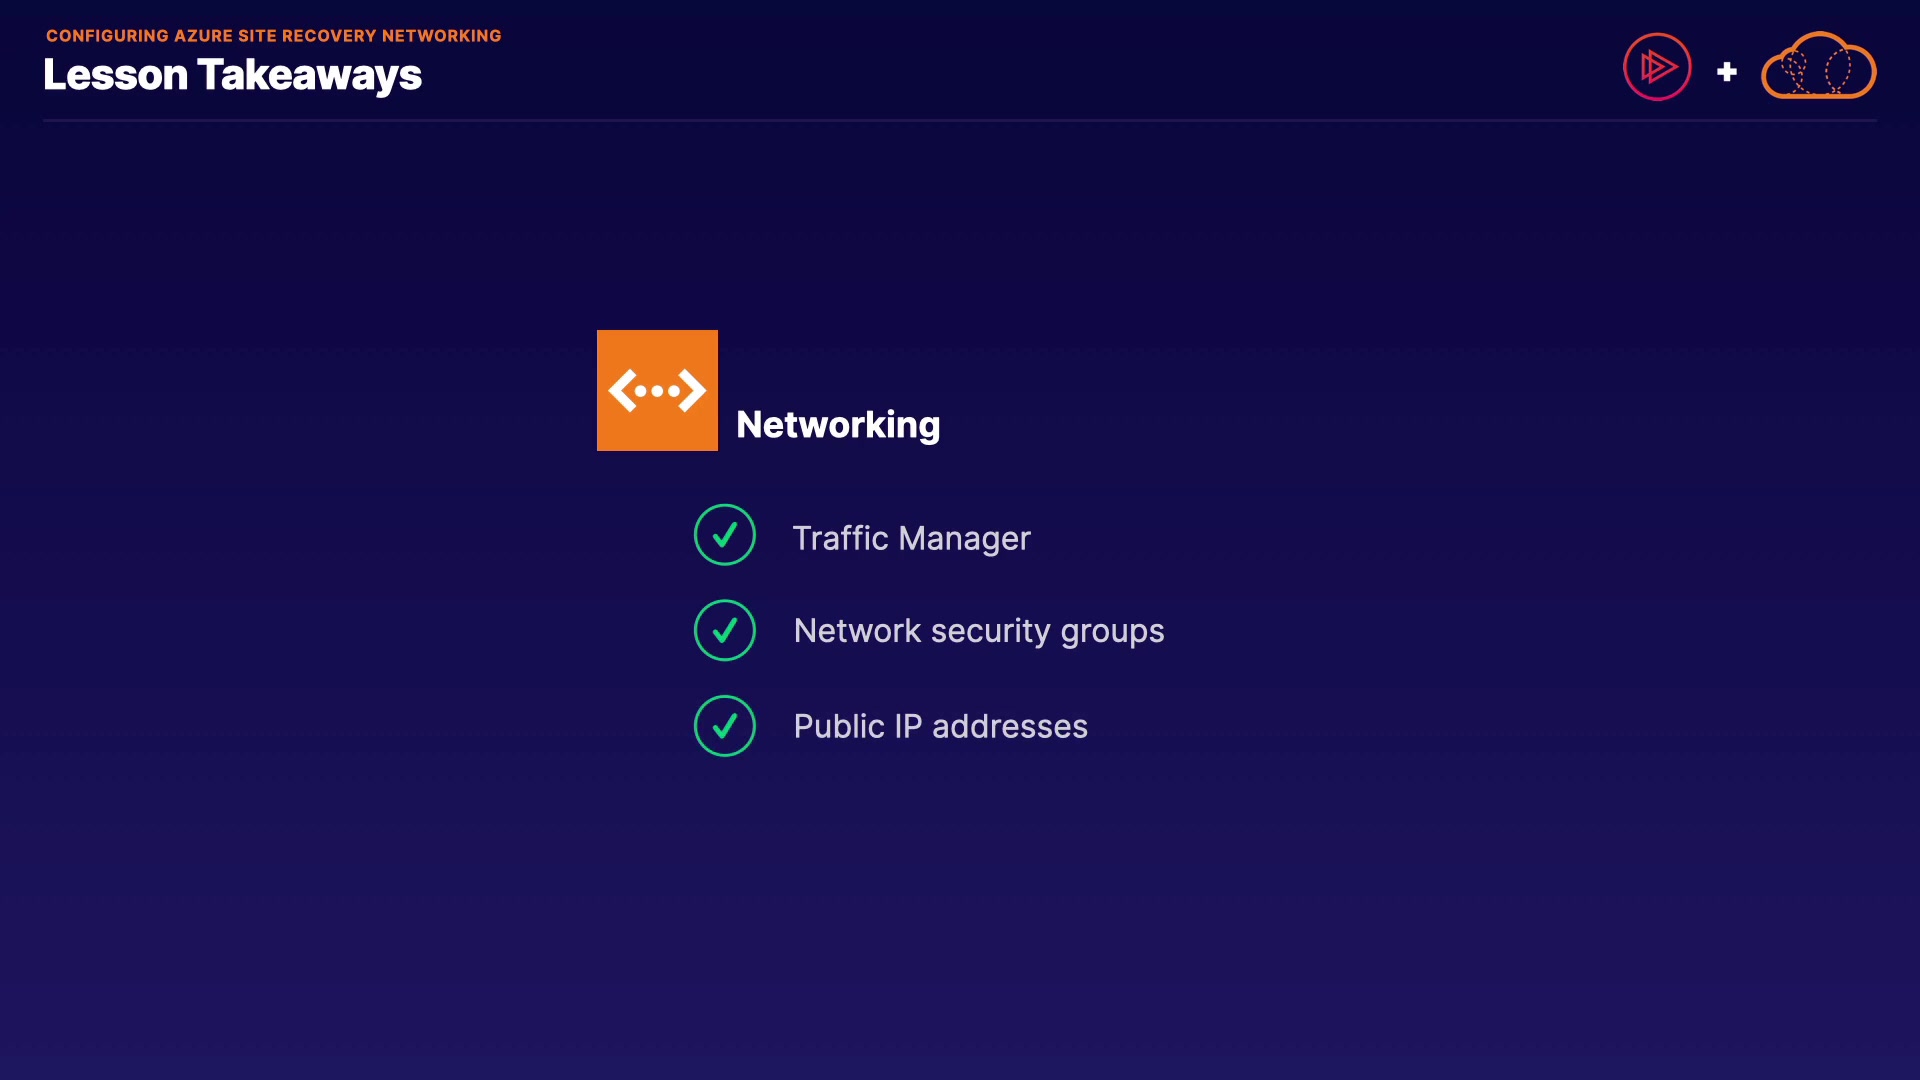 CONFIGURING AZURE SITE RECOVERY NETWORKING
Lesson Takeaways
Networking
Traffic Manager
Network security groups
Public IP addresses